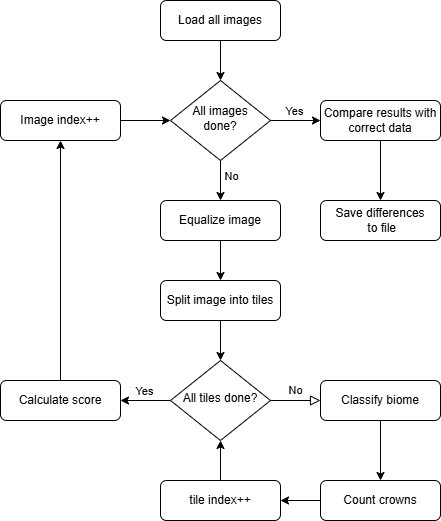 Load all images
Image index++
All images
done?
Yes
Compare results with
correct data
No
Equalize image
Save differences
to file
Split image into tiles
Calculate score
Yes
All tiles done?
No
Classify biome
tile index++
Count crowns